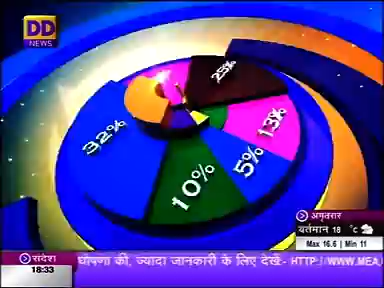 DD
NEWS
25%
32%
13%
5%
10%
अमृतसर
वर्तमान 18 °C
Max 16.6 | Min 11
संदेश
18:33
घोषणा की, ज्यादा जानकारी के लिए देखें- HTTP://WWW.MEA.